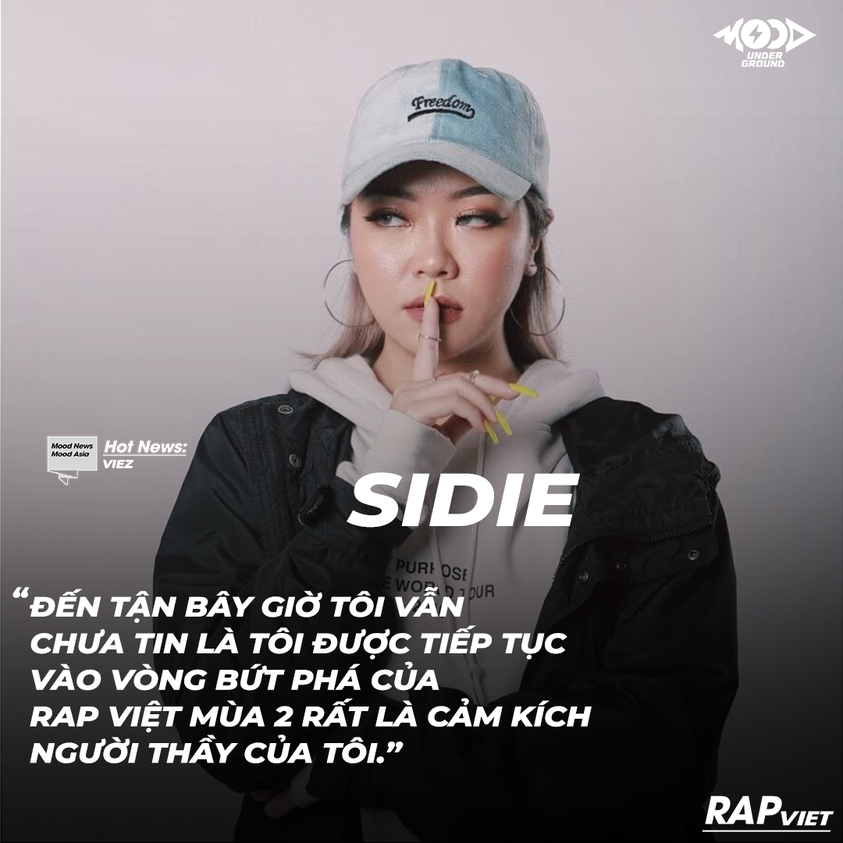 MOOD
UNDER
GROUND
Freedom
Mood News
Mood Asia
Hot News:
VIEZ
SIDIE
PURPOSE
WORLD TOUR
“ĐẾN TẬN BÂY GIỜ TÔI VẪN
CHƯA TIN LÀ TÔI ĐƯỢC TIẾP TỤC
VÀO VÒNG BỨT PHÁ CỦA
RAP VIỆT MÙA 2 RẤT LÀ CẢM KÍCH
NGƯỜI THẦY CỦA TÔI.”
RAP VIET